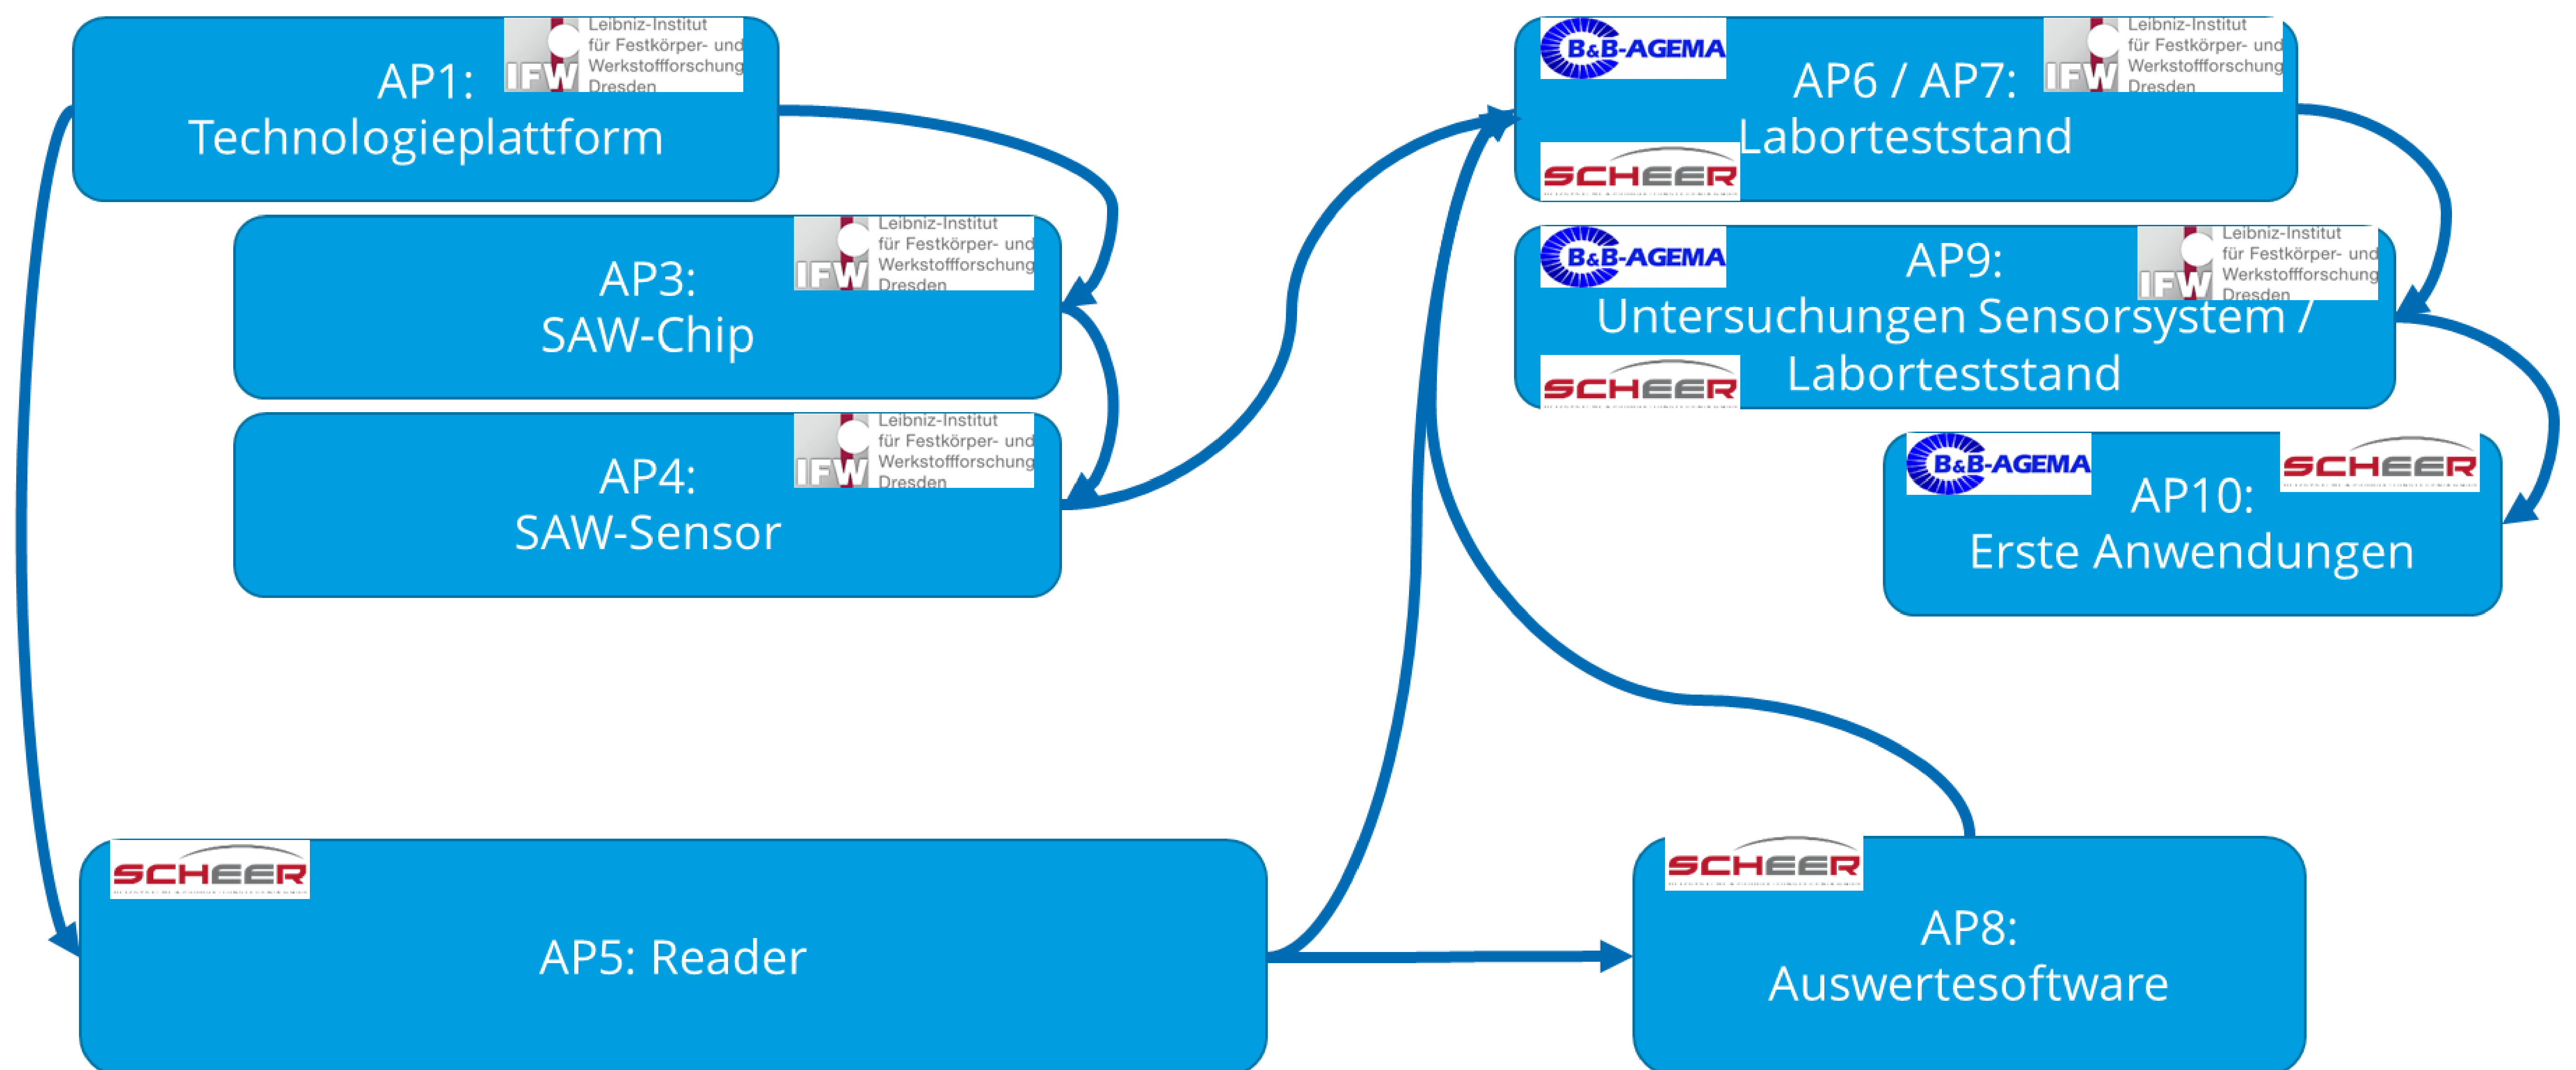 AP1:
Technologieplattform
IFW
Leibniz-Institut
für Festkörper- und
Werkstoffforschung
Dresden
AP3:
SAW-Chip
IFW
Leibniz-Institut
für Festkörper- und
Werkstoffforschung
Dresden
AP4:
SAW-Sensor
IFW
Leibniz-Institut
für Festkörper- und
Werkstoffforschung
Dresden
SCHEER
AP5: Reader
B&B-AGEMA
AP6 / AP7:
Laborteststand
IFW
Leibniz-Institut
für Festkörper- und
Werkstoffforschung
Dresden
SCHEER
B&B-AGEMA
AP9:
Untersuchungen Sensorsystem /
Laborteststand
IFW
Leibniz-Institut
für Festkörper- und
Werkstoffforschung
Dresden
SCHEER
B&B-AGEMA
SCHEER
AP10:
Erste Anwendungen
SCHEER
AP8:
Auswertesoftware